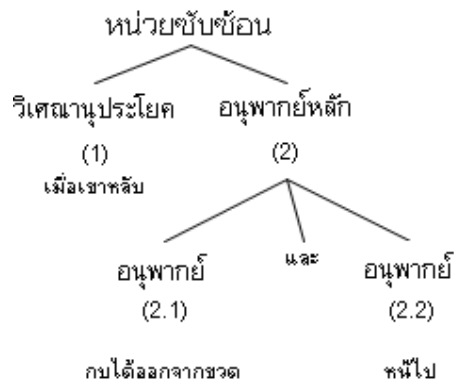 หน่วยซับซ้อน
วิเศณานุประโยค อนุพากย์หลัก
(1) (2)
เมื่อเขาหลับ
อนุพากย์ และ อนุพากย์
(2.1) (2.2)
กบได้ออกจากขวด หนีไป